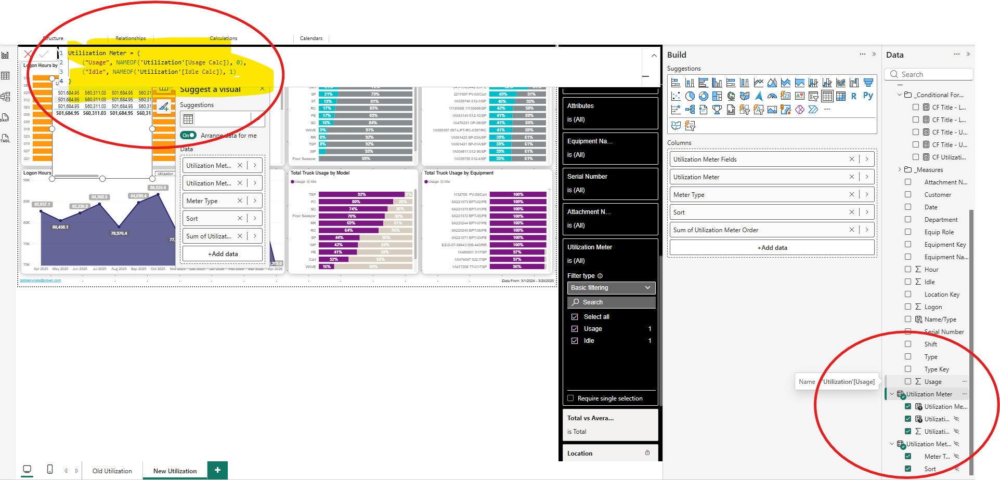 Structure
Relationships
Calculations
Calendars
1 Utilization Meter = {
2 ("Usage", NAMEOF('Utilization'[Usage Calc]), 0),
3 ("Idle", NAMEOF('Utilization'[Idle Calc]), 1)
4 }
Logon Hours by
501,684.95 560,311.03 501,684.95 560,31
501,684.95 560,311.03 501,684.95 560,31
501,684.95 560,311.03 501,684.95 560,31
501,684.95 560,311.03 501,684.95 560,31
029
012
063
008
039
018
023
019
027
021
Suggest a visual
Suggestions
On
Arrange data for me
Data
Utilization Met...
Utilization Met...
Meter Type
Sort
Sum of Utilizat...
+Add data
SP 21% 79%
ST 19% 81%
RC 17% 83%
PE 17% 83%
SC 16% 84%
WAVE 9% 91%
RR 8% 92%
TSP 8% 92%
WP 93%
Floor Sweeper 99%
2217697 PV-03/Cart 49% 51%
1A539740 012-3/SP 45% 55%
11135668 11135668/SP 42% 58%
1A543145 012-10/SP 41% 59%
1A476231 OP-08/SP 41% 59%
1A590397 087-LIFT-RC-0397/RC 41% 59%
1A561423 SP-03A/SP 39% 61%
1A561421 SP-01A/SP 39% 61%
1A504811 012-36/SP 39% 61%
1A539735 012-4/SP 39% 61%
Logon Hours
Utilization
90K
85K
80K
75K
70K
82,657.1
80,438.1
82,236.8
84,368.5
78,976.4
84,699.4
86,625.0
77,
,209.0
Apr 2025 May 2025 Jun 2025 Jul 2025 Aug 2025 Sep 2025 Oct 2025 Nov 2025 Dec 2025 Jan 2026 Feb 2026 Mar 2026 Apr 2026
Total Truck Usage by Model
Usage Idle
TSP 92% 8%
FC 80% 20%
SC 74% 26%
Floor Sweeper 70% 30%
RR 69% 31%
RC 64% 36%
SP 44% 56%
WP 42% 58%
PE 41% 59%
Cart 32% 68%
WAVE 16% 84%
Total Truck Usage by Equipment
Usage Idle
1132706 PV-09/Cart 100%
6A221373 EPT-02/PE 100%
6A221370 EPT-01/PE 100%
6A221372 EPT-05/PE 100%
6A225244 EPT-07/PE 100%
6A225245 EPT-08/PE 100%
6A221371 EPT-03/PE 100%
EZ-D-07-38443 008-443/RR 100%
1A480651 31/TSP 97%
1A474047 022-7/SP 97%
1A477208 TT-01/TSP 96%
dataservices@crown.com
Data From: 3/1/2024 - 3/20/2025
Attributes
is (All)
Equipment Na...
is (All)
Serial Number
is (All)
Attachment N...
is (All)
Utilization Meter
is (All)
Filter type
Basic filtering
Search
Select all
Usage 1
Idle 1
Require single selection
Total vs Avera...
is Total
Location
Build
Suggestions
R
Py
Columns
Utilization Meter Fields
Utilization Meter
Meter Type
Sort
Sum of Utilization Meter Order
+Add data
Name 'Utilization'[Usage]
Data
Search
_Conditional For...
CF Title - L...
CF Title - L...
CF Title - U...
CF Title - U...
CF Utilizati...
_Measures
Attachment N...
Customer
Date
Department
Equip Role
Equipment Key
Equipment Na...
Hour
Idle
Location Key
Logon
Name/Type
Serial Number
Shift
Type
Type Key
Usage
Utilization Meter
Utilization Me...
Utilizati...
Utilizati...
Utilization Met...
Meter T...
Sort
DAX
TMDL
Old Utilization
New Utilization
+